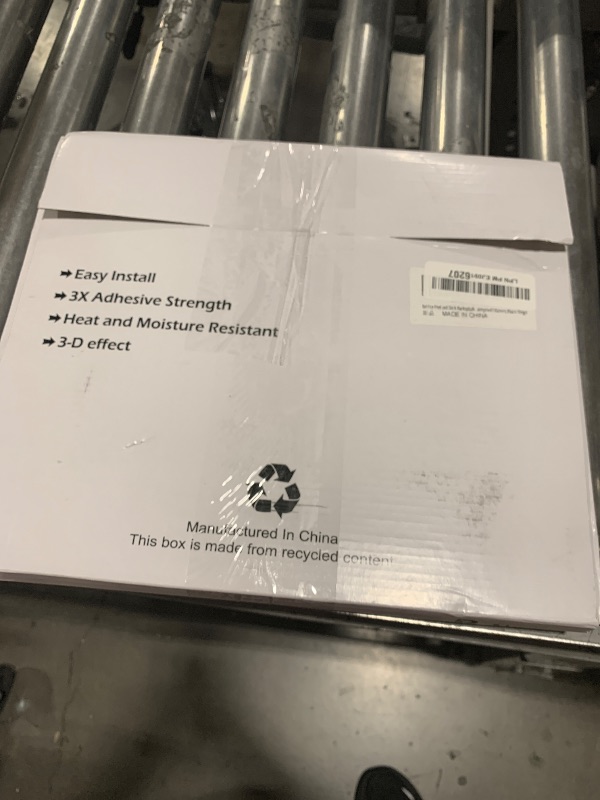 ➔Easy Install
➔3X Adhesive Strength
➔Heat and Moisture Resistant
➔3-D effect
6207
MADE IN CHINA
Manufactured In China
This box is made from recycled content